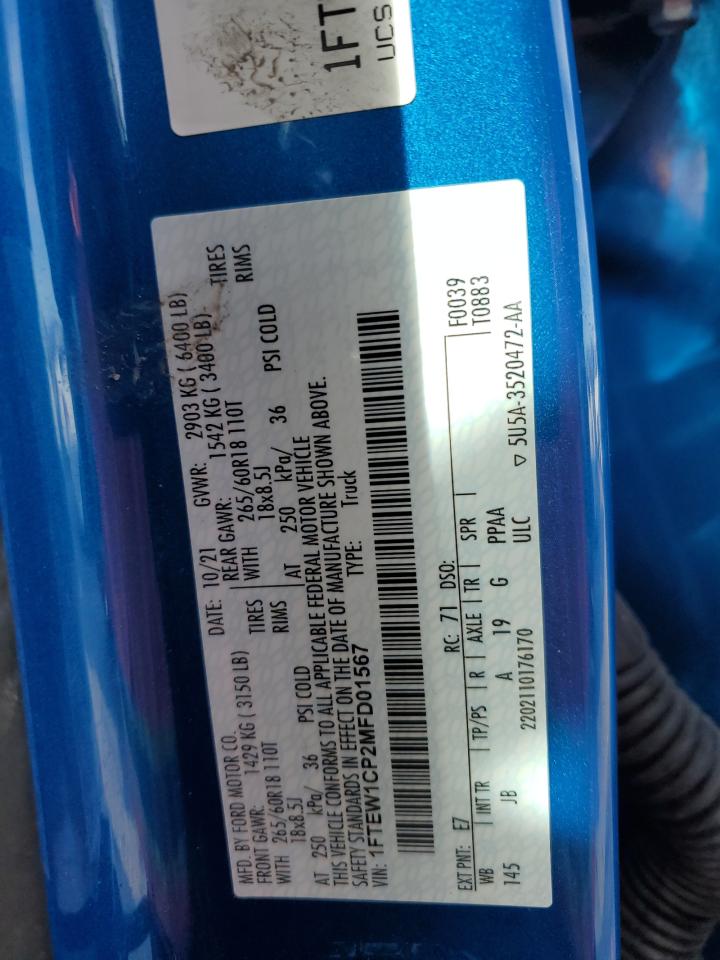 1FT
UCS
MFD. BY FORD MOTOR CO. DATE: 10/21 GVWR: 2903 KG ( 6400 LB)
FRONT GAWR: 1429 KG ( 3150 LB) REAR GAWR: 1542 KG ( 3400 LB)
WITH 265/60R18 110T TIRES WITH 265/60R18 110T TIRES
18x8.5J RIMS 18x8.5J RIMS
AT 250 kPa/ 36 PSI COLD AT 250 kPa/ 36 PSI COLD
THIS VEHICLE CONFORMS TO ALL APPLICABLE FEDERAL MOTOR VEHICLE
SAFETY STANDARDS IN EFFECT ON THE DATE OF MANUFACTURE SHOWN ABOVE.
VIN: 1FTEW1CP2MFD01567 TYPE: Truck
EXT PNT: E7 RC: 71 DSO: F0039
WB INT TR TP/PS R AXLE TR SPR T0883
145 JB A 19 G PPAA
2202110176170 ULC ▽ 5U5A-3520472-AA